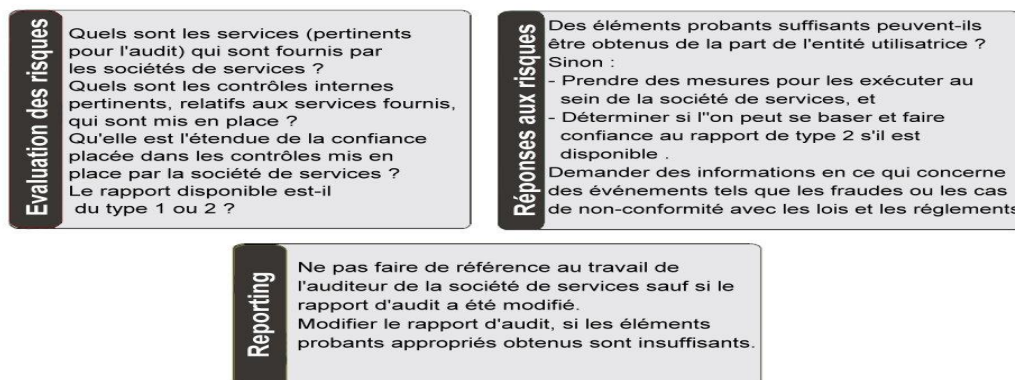 Evaluation des risques
Quels sont les services (pertinents
pour l'audit) qui sont fournis par
les sociétés de services ?
Quels sont les contrôles internes
pertinents, relatifs aux services fournis,
qui sont mis en place ?
Qu'elle est l'étendue de la confiance
placée dans les contrôles mis en
place par la société de services ?
Le rapport disponible est-il
du type 1 ou 2 ?
Réponses aux risques
Des éléments probants suffisants peuvent-ils
être obtenus de la part de l'entité utilisatrice ?
Sinon :
- Prendre des mesures pour les exécuter au
sein de la société de services, et
- Déterminer si l''on peut se baser et faire
confiance au rapport de type 2 s'il est
disponible .
Demander des informations en ce qui concerne
des événements tels que les fraudes ou les cas
de non-conformité avec les lois et les réglements
Reporting
Ne pas faire de référence au travail de
l'auditeur de la société de services sauf si le
rapport d'audit a été modifié.
Modifier le rapport d'audit, si les éléments
probants appropriés obtenus sont insuffisants.